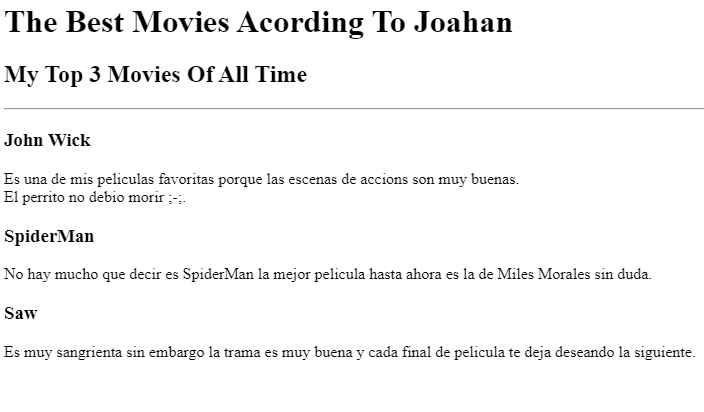 The Best Movies Acording To Joahan
My Top 3 Movies Of All Time
John Wick
Es una de mis peliculas favoritas porque las escenas de accions son muy buenas.
El perrito no debio morir ;-;.
SpiderMan
No hay mucho que decir es SpiderMan la mejor pelicula hasta ahora es la de Miles Morales sin duda.
Saw
Es muy sangrienta sin embargo la trama es muy buena y cada final de pelicula te deja deseando la siguiente.